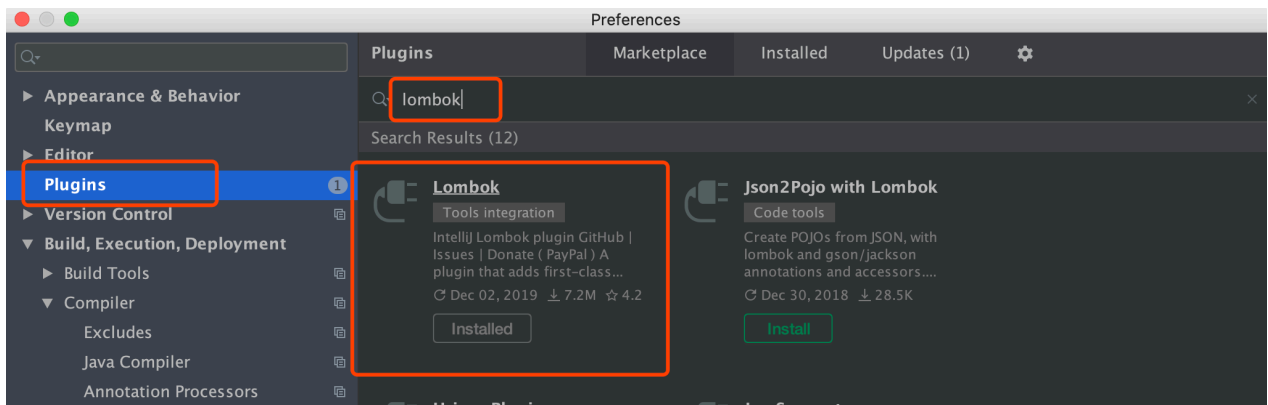 Preferences
Appearance & Behavior
Keymap
Editor
Plugins 1
Version Control
Build, Execution, Deployment
Build Tools
Compiler
Excludes
Java Compiler
Annotation Processors
Plugins Marketplace Installed Updates (1)
lombok
Search Results (12)
Lombok
Tools integration
IntelliJ Lombok plugin GitHub |
Issues | Donate ( PayPal ) A
plugin that adds first-class...
Dec 02, 2019 7.2M 4.2
Installed
Json2Pojo with Lombok
Code tools
Create POJOs from JSON, with
lombok and gson/jackson
annotations and accessors....
Dec 30, 2018 28.5K
Install